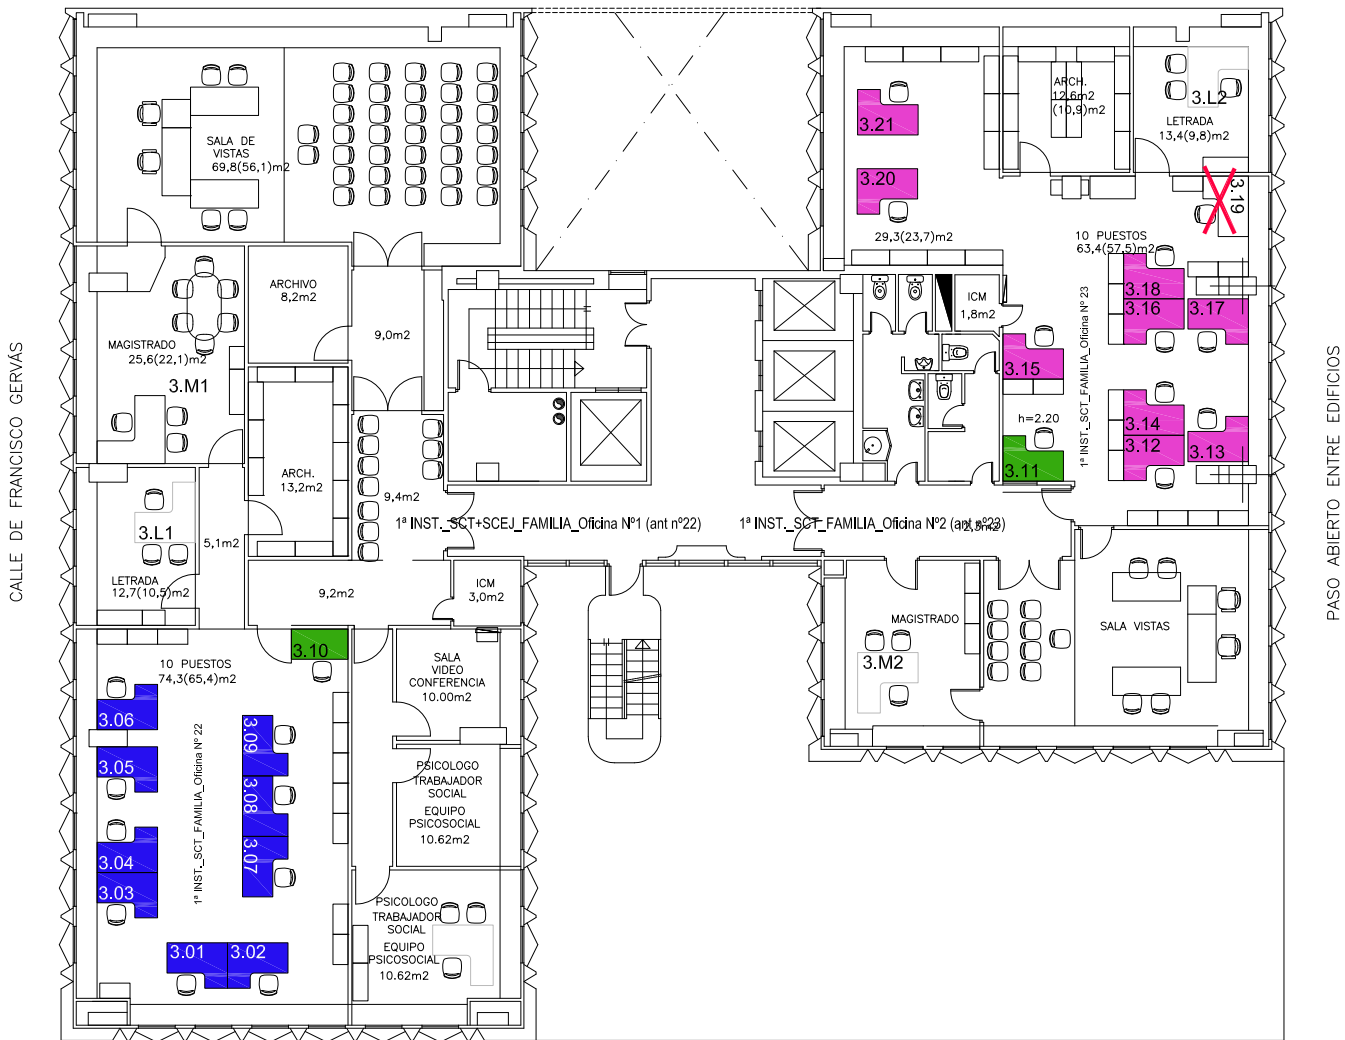 SALA DE
VISTAS
69,8(56,1)m2
ARCH.
12,6m2
(10,9)m2
3.L2
LETRADA
13,4(9,8)m2
3.21
3.20
3.19
29,3(23,7)m2
10 PUESTOS
63,4(57,5)m2
ARCHIVO
8,2m2
9,0m2
MAGISTRADO
25,6(22,1)m2
3.M1
ICM
1,8m2
3.18
3.16
3.17
3.15
h=2.20
3.14
3.12
3.13
3.11
1ª INST._SCT_FAMILIA_Oficina Nº 23
CALLE DE FRANCISCO GERVÁS
PASO ABIERTO ENTRE EDIFICIOS
ARCH.
13,2m2
9,4m2
1ª INST._SCT+SCEJ_FAMILIA_Oficina Nº1 (ant nº22)
1ª INST._SCT_FAMILIA_Oficina Nº2 (ant nº23)
3.L1
5,1m2
LETRADA
12,7(10,5)m2
9,2m2
ICM
3,0m2
MAGISTRADO
3.M2
SALA VISTAS
3.10
10 PUESTOS
74,3(65,4)m2
SALA
VIDEO
CONFERENCIA
10.00m2
3.06
3.05
3.09
3.08
3.07
3.04
3.03
1ª INST._SCT_FAMILIA_Oficina Nº 22
PSICOLOGO
TRABAJADOR
SOCIAL
EQUIPO
PSICOSOCIAL
10.62m2
PSICOLOGO
TRABAJADOR
SOCIAL
EQUIPO
PSICOSOCIAL
10.62m2
3.01
3.02